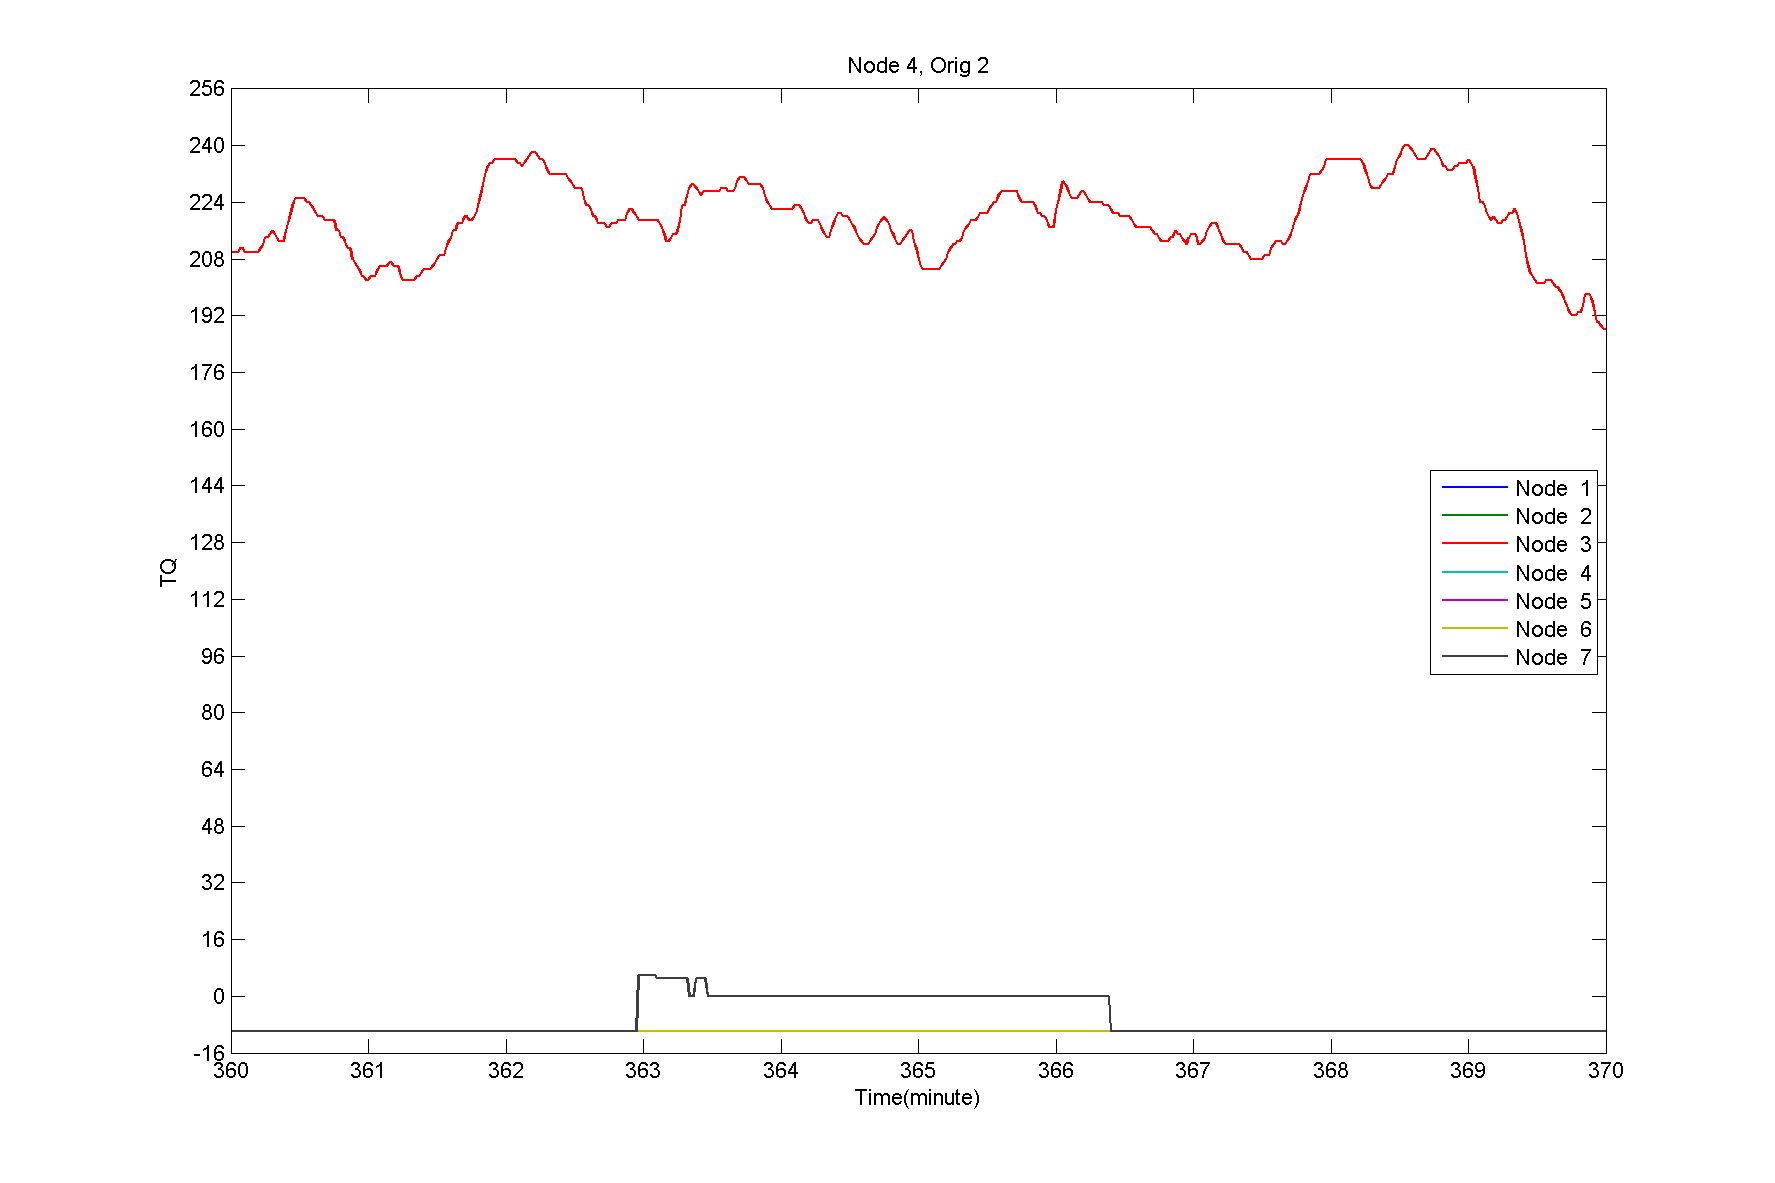 Node 4, Orig 2
256
240
224
208
192
176
160
144
128
112
96
80
64
48
32
16
0
-16
TQ
Node 1
Node 2
Node 3
Node 4
Node 5
Node 6
Node 7
360 361 362 363 364 365 366 367 368 369 370
Time(minute)